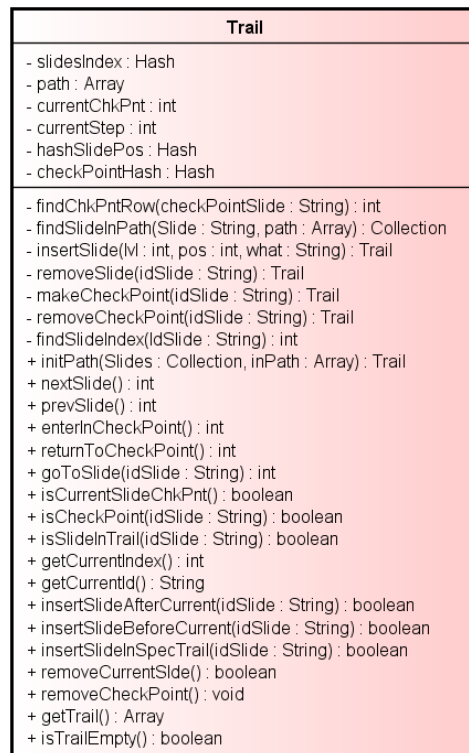 Trail
- slidesIndex : Hash
- path : Array
- currentChkPnt : int
- currentStep : int
- hashSlidePos : Hash
- checkPointHash : Hash
- findChkPntRow(checkPointSlide : String) : int
- findSlideInPath(Slide : String, path : Array) : Collection
- insertSlide(lvl : int, pos : int, what : String) : Trail
- removeSlide(idSlide : String) : Trail
- makeCheckPoint(idSlide : String) : Trail
- removeCheckPoint(idSlide : String) : Trail
- findSlideIndex(IdSlide : String) : int
+ initPath(Slides : Collection, inPath : Array) : Trail
+ nextSlide() : int
+ prevSlide() : int
+ enterInCheckPoint() : int
+ returnToCheckPoint() : int
+ goToSlide(idSlide : String) : int
+ isCurrentSlideChkPnt() : boolean
+ isCheckPoint(idSlide : String) : boolean
+ isSlideInTrail(idSlide : String) : boolean
+ getCurrentIndex() : int
+ getCurrentId() : String
+ insertSlideAfterCurrent(idSlide : String) : boolean
+ insertSlideBeforeCurrent(idSlide : String) : boolean
+ insertSlideInSpecTrail(idSlide : String) : boolean
+ removeCurrentSlde() : boolean
+ removeCheckPoint() : void
+ getTrail() : Array
+ isTrailEmpty() : boolean